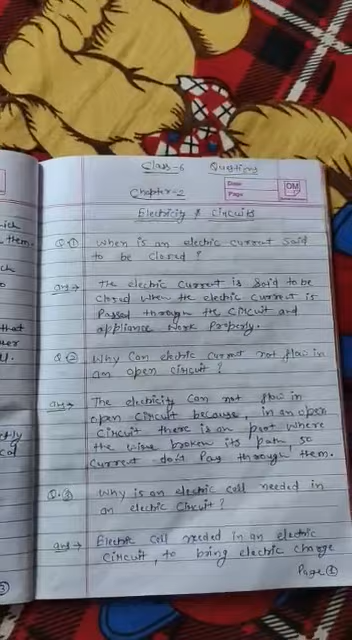 Class-6 Questions
Chapter-2
Date
Page
DM
Electricity & circuits
Q.① When is an electric current said
to be closed?
ans→ the electric current is said to be
closed when the electric current is
passed through the circuit and
appliance work properly.
Q.② Why can electric current not flow in
an open circuit?
ans→ The electricity can not flow in
open circuit because, in an open
circuit there is an part where
the wire broken its path so
current don't pass through them.
Q.③ Why is an electric cell needed in
an electric circuit?
ans→ Electric cell needed in an electric
circuit, to bring electric charge
Page①